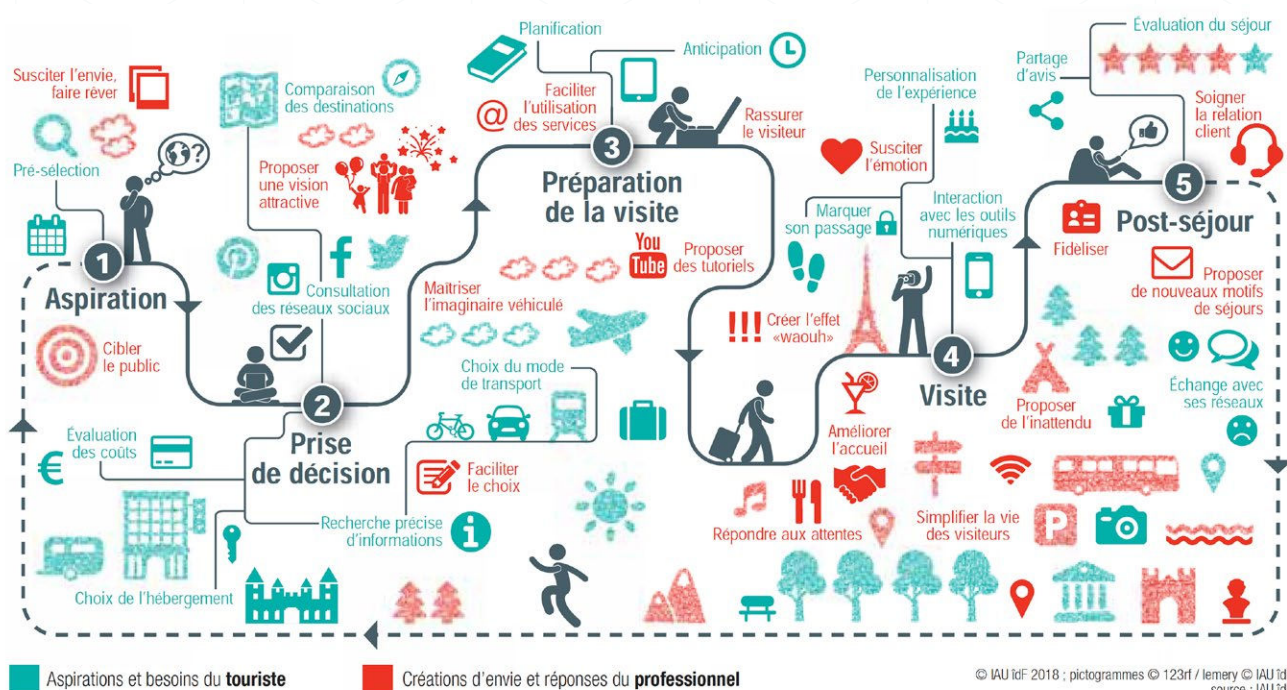 Susciter l'envie,
faire rêver
Pré-sélection
1
Aspiration
Cibler
le public
Comparaison
des destinations
Proposer
une vision
attractive
Consultation
des réseaux sociaux
2
Prise
de décision
Évaluation
des coûts
Choix de l'hébergement
Recherche précise
d'informations
Faciliter
le choix
Choix du mode
de transport
Planification
Anticipation
@
Faciliter
l'utilisation
des services
Rassurer
le visiteur
3
Préparation
de la visite
You
Tube
Proposer
des tutoriels
Maîtriser
l'imaginaire véhiculé
Personnalisation
de l'expérience
Susciter
l'émotion
Marquer
son passage
Interaction
avec les outils
numériques
!!! Créer l'effet
«waouh»
4
Visite
Améliorer
l'accueil
Répondre aux attentes
Simplifier la vie
des visiteurs
P
Proposer
de l'inattendu
Évaluation du séjour
Partage
d'avis
Soigner
la relation
client
5
Post-séjour
Fidéliser
Proposer
de nouveaux motifs
de séjours
Échange avec
ses réseaux
Aspirations et besoins du touriste
Créations d'envie et réponses du professionnel
© IAU îdF 2018 ; pictogrammes © 123rf / lemery © IAU îd
source : IAU îd